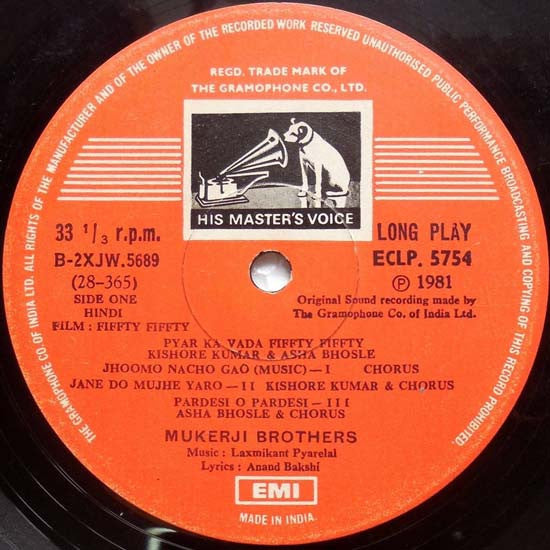 THE GRAMOPHONE CO. OF INDIA LTD. ALL RIGHTS OF THE MANUFACTURER AND OF THE OWNER OF THE RECORDED WORK RESERVED UNAUTHORISED PUBLIC PERFORMANCE BROADCASTING AND COPYING OF THIS RECORD PROHIBITED
REGD. TRADE MARK OF
THE GRAMOPHONE CO., LTD.
HIS MASTER'S VOICE
33 1/3 r.p.m.
LONG PLAY
B-2XJW.5689
ECLP. 5754
(28-365)
Ⓟ 1981
SIDE ONE
HINDI
FILM : FIFFTY FIFFTY
Original Sound recording made by
The Gramophone Co. of India Ltd.
PYAR KA VADA FIFFTY FIFFTY
KISHORE KUMAR & ASHA BHOSLE
JHOOMO NACHO GAO (MUSIC)—I CHORUS
JANE DO MUJHE YARO—II KISHORE KUMAR & CHORUS
PARDESI O PARDESI—III
ASHA BHOSLE & CHORUS
MUKERJI BROTHERS
Music : Laxmikant Pyarelal
Lyrics : Anand Bakshi
EMI
MADE IN INDIA.